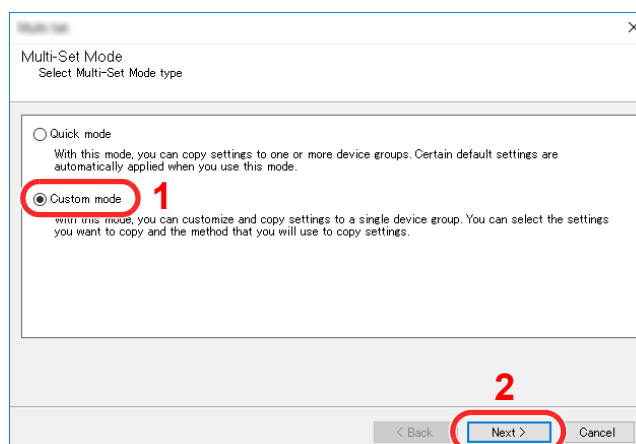 Multi-Set Mode
Select Multi-Set Mode type
Quick mode
With this mode, you can copy settings to one or more device groups. Certain default settings are
automatically applied when you use this mode.
Custom mode 1
With this mode, you can customize and copy settings to a single device group. You can select the settings
you want to copy and the method that you will use to copy settings.
2
< Back Next > Cancel